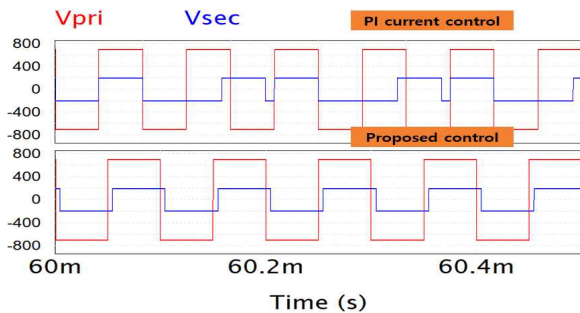 Vpri Vsec PI current control
800
400
0
-400
-800
Proposed control
800
400
0
-400
-800
60m 60.2m 60.4m
Time (s)